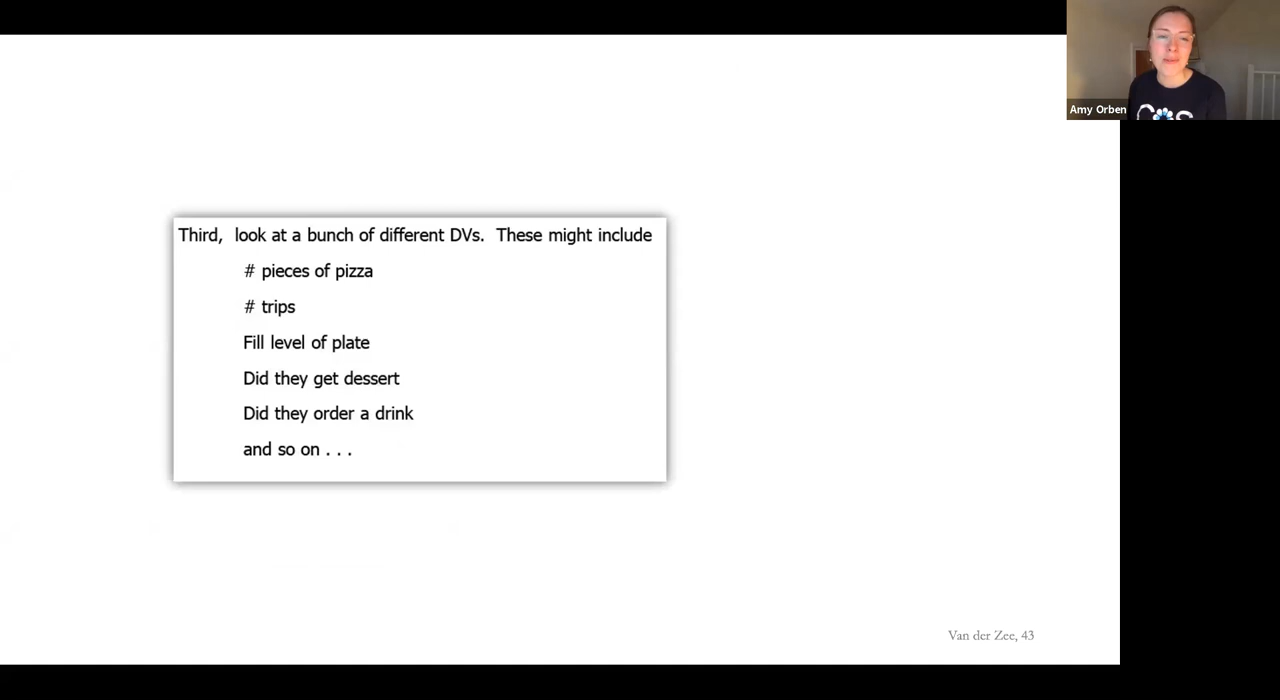 Third, look at a bunch of different DVs. These might include
# pieces of pizza
# trips
Fill level of plate
Did they get dessert
Did they order a drink
and so on . . .
Van der Zee, 43
Amy Orben